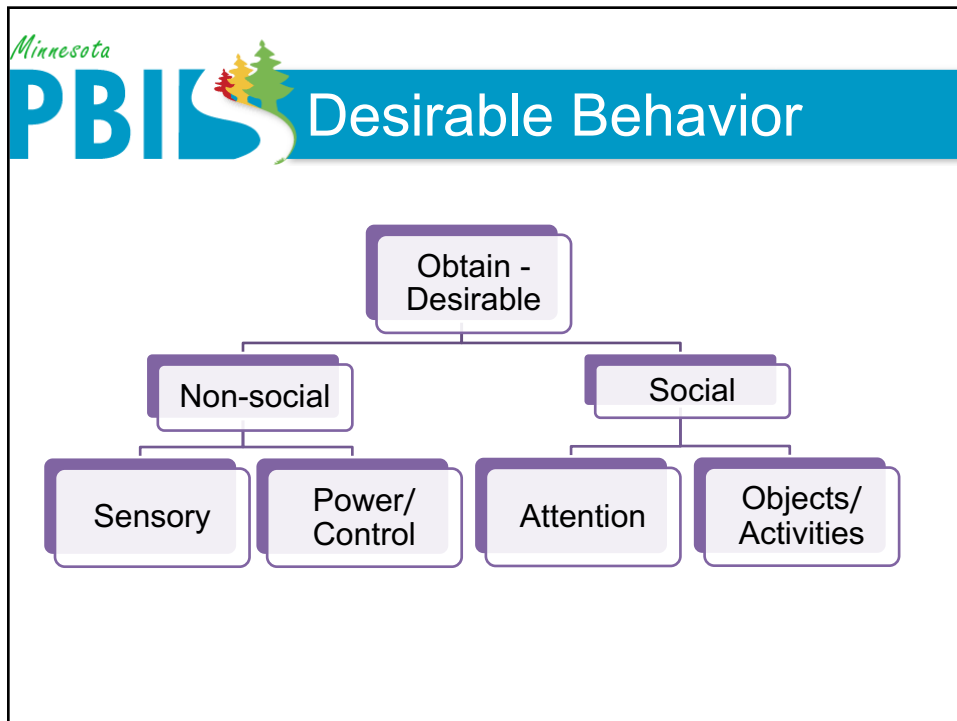 Minnesota
PBIS
Desirable Behavior
Obtain -
Desirable
Non-social
Social
Sensory
Power/
Control
Attention
Objects/
Activities